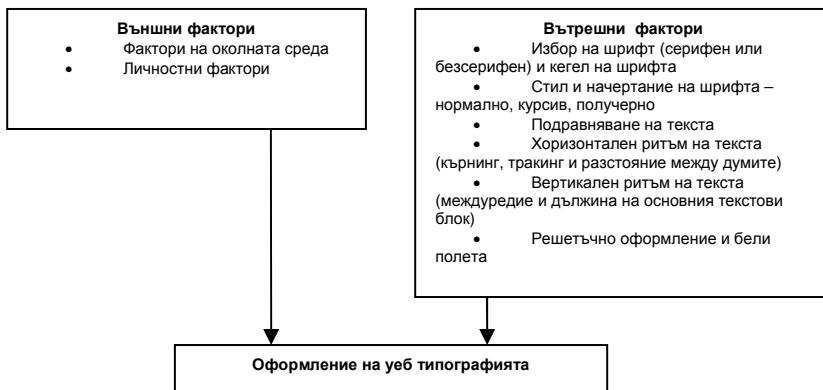 Външни фактори
• Фактори на околната среда
• Личностни фактори
Вътрешни фактори
• Избор на шрифт (серифен или
безсерифен) и кегел на шрифта
• Стил и начертание на шрифта –
нормално, курсив, получерно
• Подравняване на текста
• Хоризонтален ритъм на текста
(кърнинг, тракинг и разстояние между думите)
• Вертикален ритъм на текста
(междуредие и дължина на основния текстови
блок)
• Решетъчно оформление и бели
полета
Оформление на уеб типографията